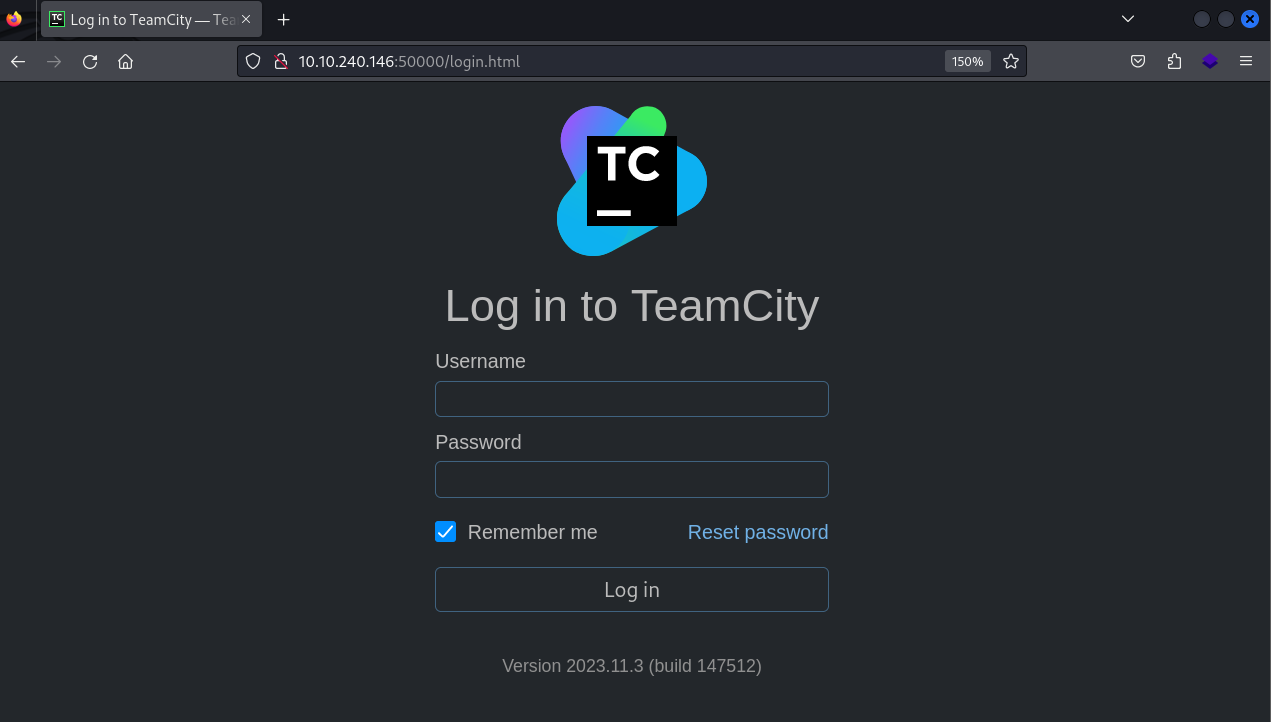 TC Log in to TeamCity — Tea
10.10.240.146:50000/login.html 150%
TC
Log in to TeamCity
Username
Password
Remember me Reset password
Log in
Version 2023.11.3 (build 147512)